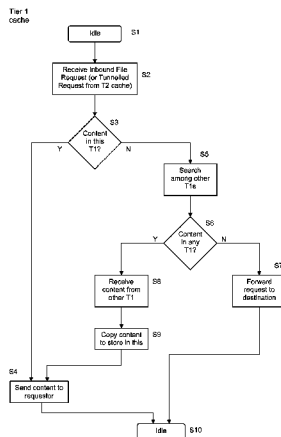 Tier 1
cache
Idle
S1
Receive Inbound File
Request (or Tunnelled
Request from T2 cache)
S2
S3
Content
in this
T1?
Y
N
S5
Search
among other
T1s
S6
Content
in any
T1?
Y
N
S7
Receive
content from
other T1
S8
Forward
request to
destination
Copy content
to store in this
S9
S4
Send content to
requestor
Idle
S10